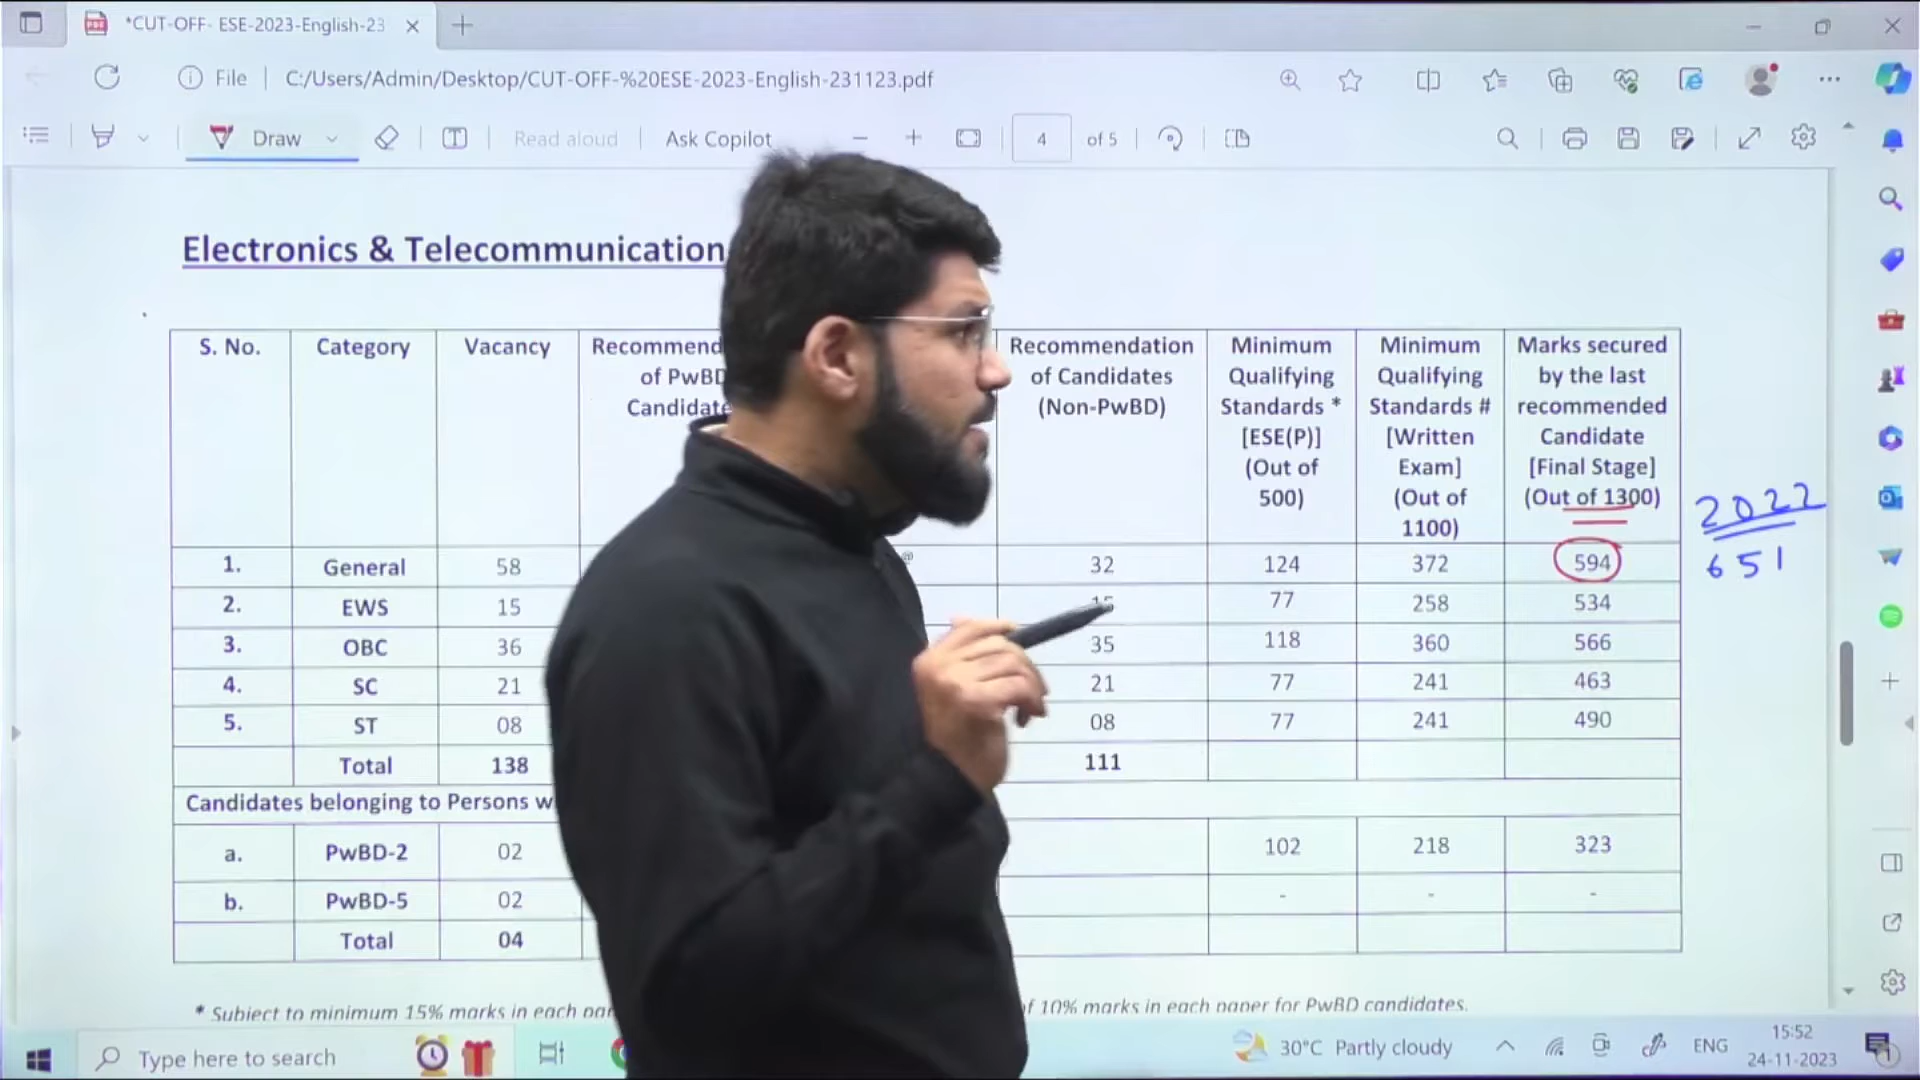 *CUT-OFF- ESE-2023-English-23
File C:/Users/Admin/Desktop/CUT-OFF-%20ESE-2023-English-231123.pdf
Draw Read aloud Ask Copilot 4 of 5
Electronics & Telecommunication
S. No. Category Vacancy Recommend of PwBD Candidate Recommendation of Candidates (Non-PwBD) Minimum Qualifying Standards * [ESE(P)] (Out of 500) Minimum Qualifying Standards # [Written Exam] (Out of 1100) Marks secured by the last recommended Candidate [Final Stage] (Out of 1300)
2022
1. General 58 32 124 372 594 651
2. EWS 15 15 77 258 534
3. OBC 36 35 118 360 566
4. SC 21 21 77 241 463
5. ST 08 08 77 241 490
Total 138 111
Candidates belonging to Persons w
a. PwBD-2 02 102 218 323
b. PwBD-5 02 - - -
Total 04
* Subject to minimum 15% marks in each of 10% marks in each paper for PwBD candidates.
Type here to search 30°C Partly cloudy ENG 15:52
24-11-2023